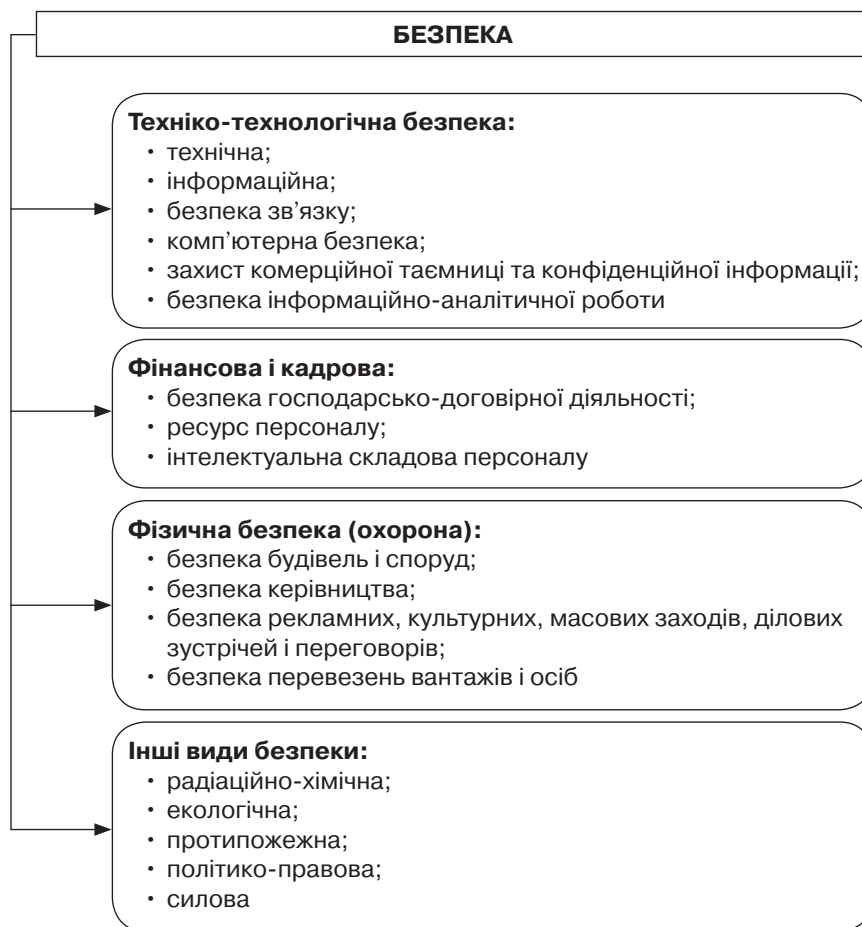 БЕЗПЕКА
Техніко-технологічна безпека:
• технічна;
• інформаційна;
• безпека зв’язку;
• комп’ютерна безпека;
• захист комерційної таємниці та конфіденційної інформації;
• безпека інформаційно-аналітичної роботи
Фінансова і кадрова:
• безпека господарсько-договірної діяльності;
• ресурс персоналу;
• інтелектуальна складова персоналу
Фізична безпека (охорона):
• безпека будівель і споруд;
• безпека керівництва;
• безпека рекламних, культурних, масових заходів, ділових
зустрічей і переговорів;
• безпека перевезень вантажів і осіб
Інші види безпеки:
• радіаційно-хімічна;
• екологічна;
• протипожежна;
• політико-правова;
• силова